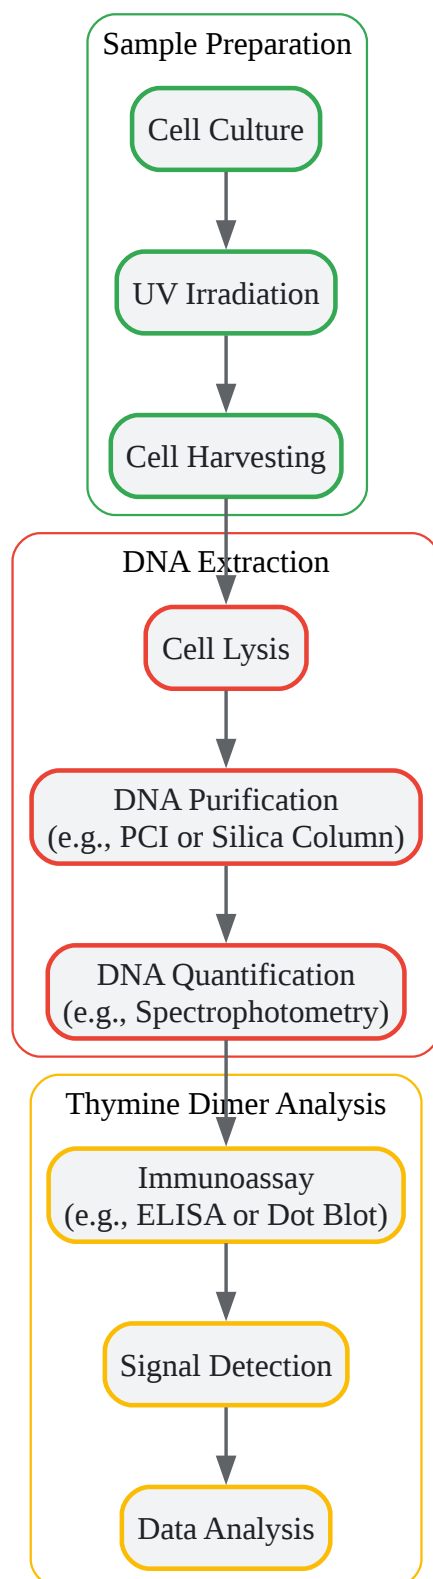 Sample Preparation
Cell Culture
UV Irradiation
Cell Harvesting
DNA Extraction
Cell Lysis
DNA Purification
(e.g., PCI or Silica Column)
DNA Quantification
(e.g., Spectrophotometry)
Thymine Dimer Analysis
Immunoassay
(e.g., ELISA or Dot Blot)
Signal Detection
Data Analysis